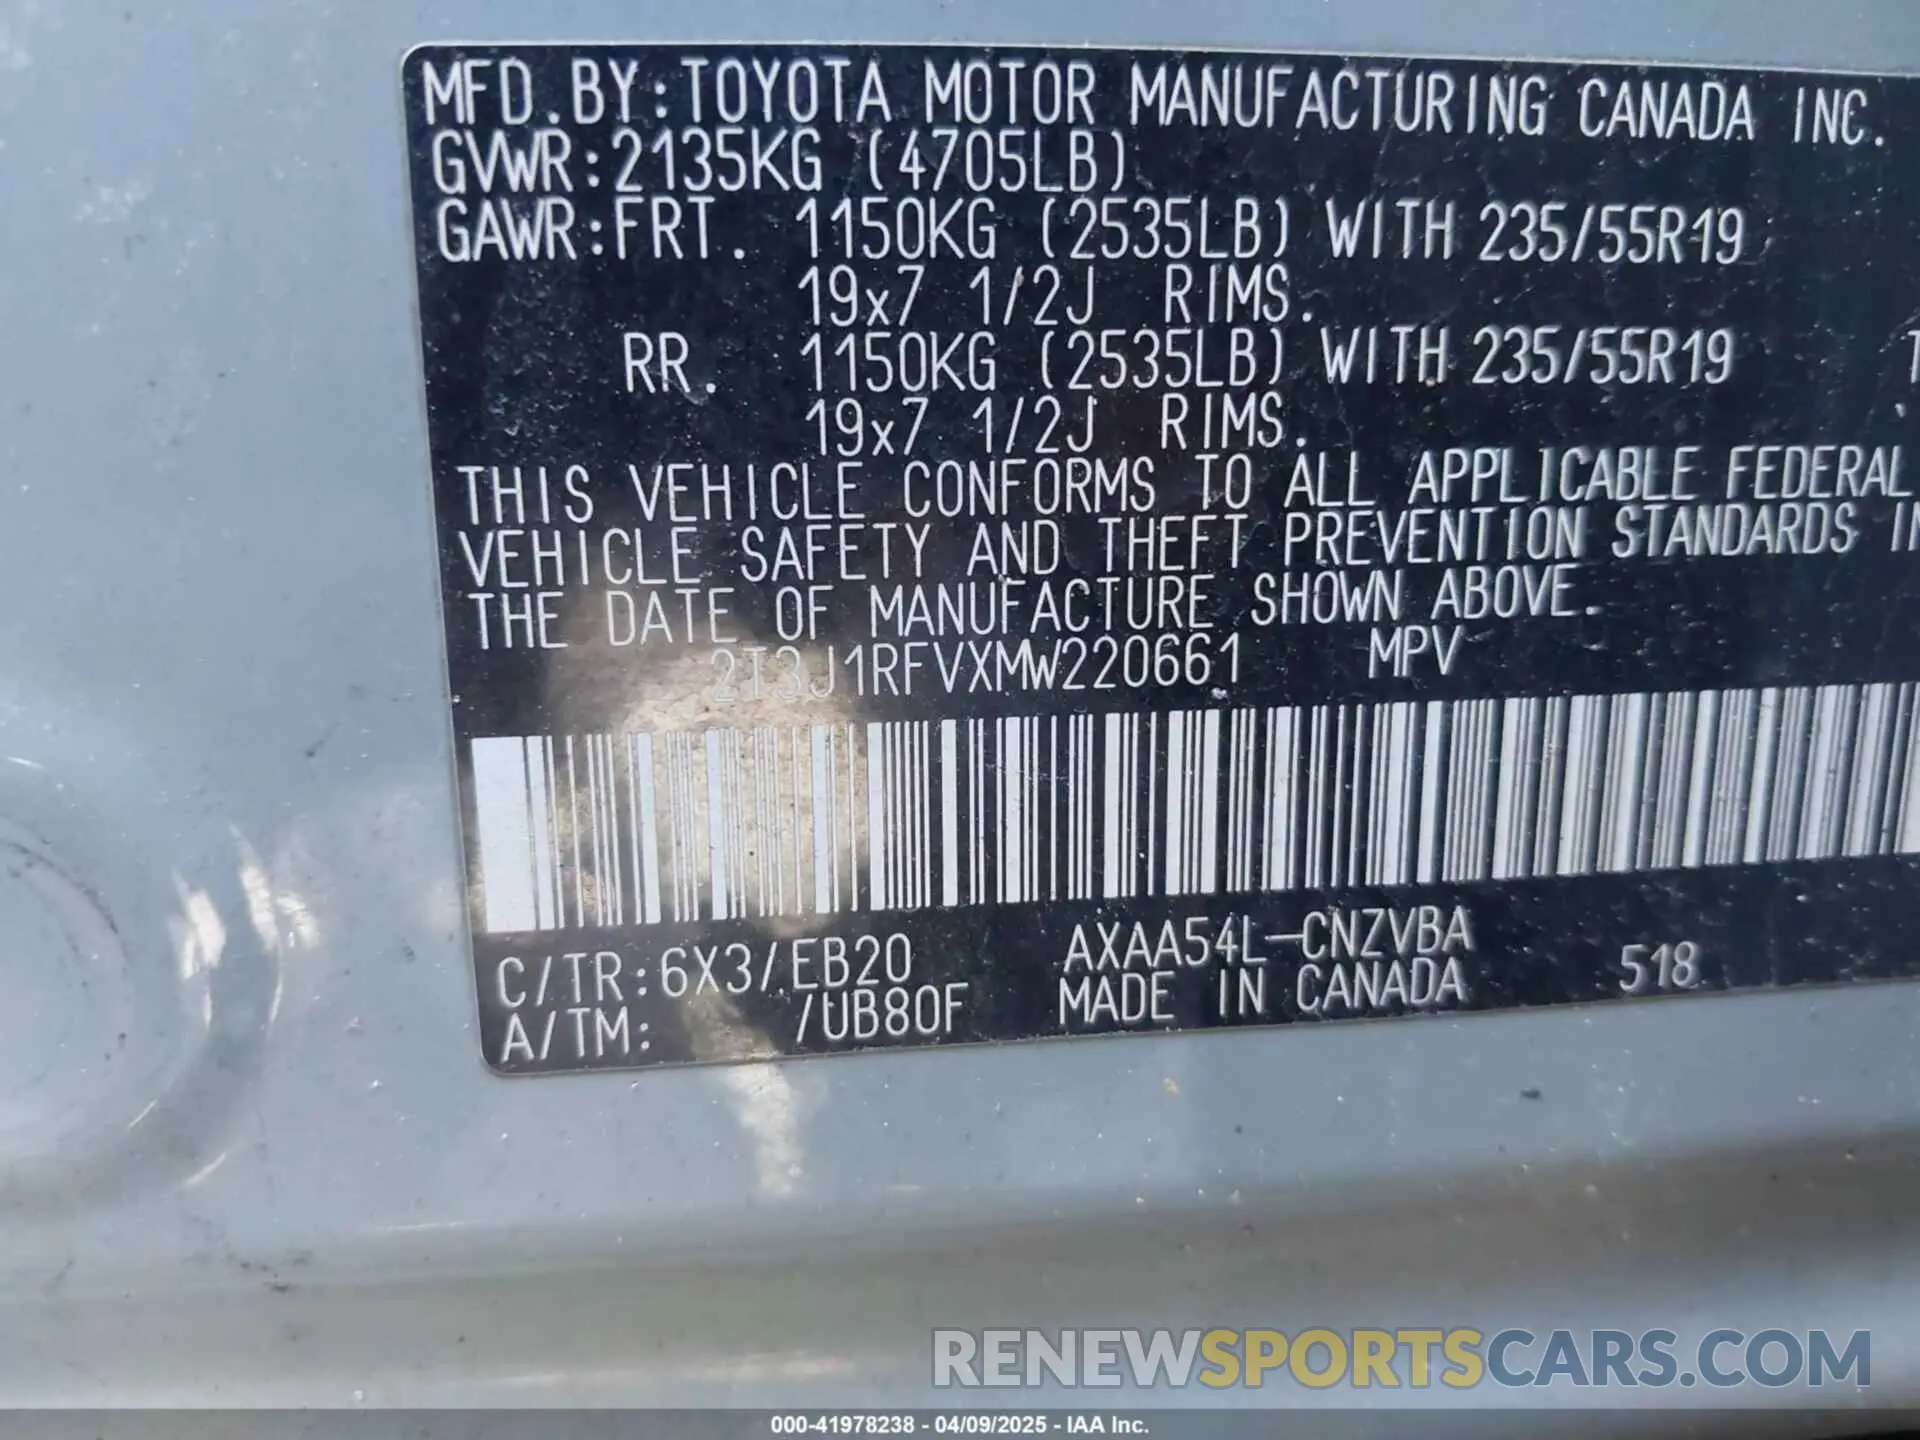 MFD.BY:TOYOTA MOTOR MANUFACTURING CANADA INC.
GVWR:2135KG (4705LB)
GAWR:FRT. 1150KG (2535LB) WITH 235/55R19
19x7 1/2J RIMS.
RR. 1150KG (2535LB) WITH 235/55R19
19x7 1/2J RIMS.
THIS VEHICLE CONFORMS TO ALL APPLICABLE FEDERAL
VEHICLE SAFETY AND THEFT PREVENTION STANDARDS
THE DATE OF MANUFACTURE SHOWN ABOVE.
2T3J1RFVXMW220661 MPV
C/TR:6X3/EB20 AXAA54L-CNZVBA
A/TM: /UB80F MADE IN CANADA 518
RENEWSPORTSCARS.COM
000-41978238 - 04/09/2025 - IAA Inc.